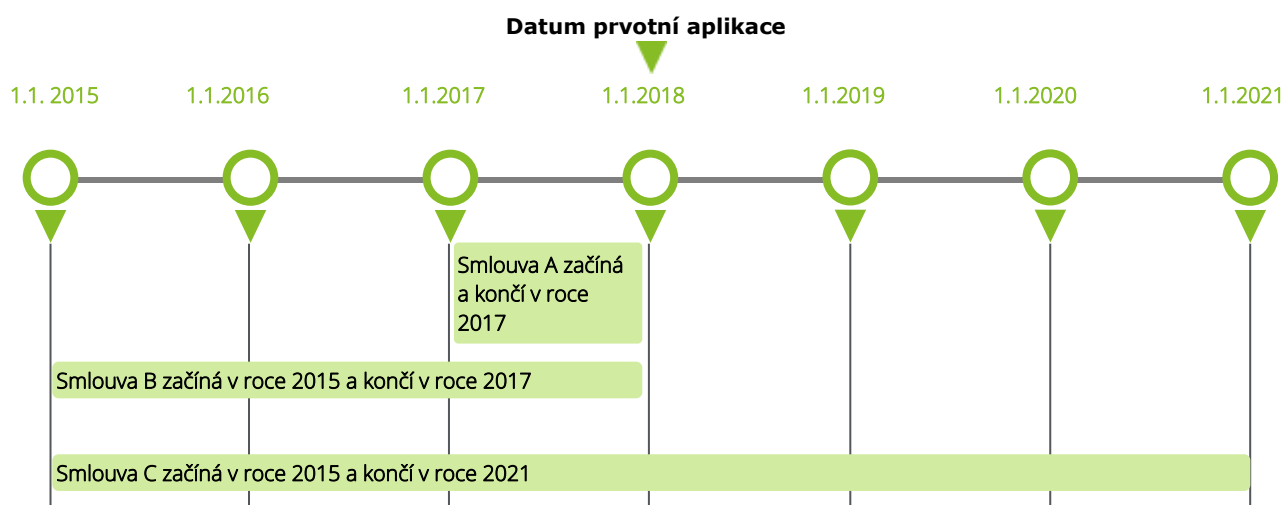 Datum prvotní aplikace
1.1. 2015
1.1.2016
1.1.2017
1.1.2018
1.1.2019
1.1.2020
1.1.2021
Smlouva A začíná
a končí v roce
2017
Smlouva B začíná v roce 2015 a končí v roce 2017
Smlouva C začíná v roce 2015 a končí v roce 2021